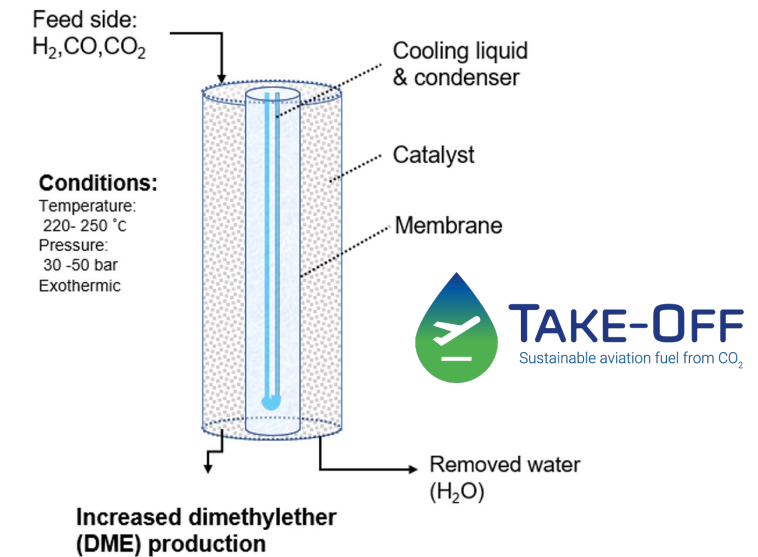 Feed side:
H₂,CO,CO₂
Cooling liquid
& condenser
Catalyst
Conditions:
Temperature:
220- 250 ˚C
Pressure:
30 -50 bar
Exothermic
Membrane
TAKE-OFF
Sustainable aviation fuel from CO₂
Removed water
(H₂O)
Increased dimethylether
(DME) production